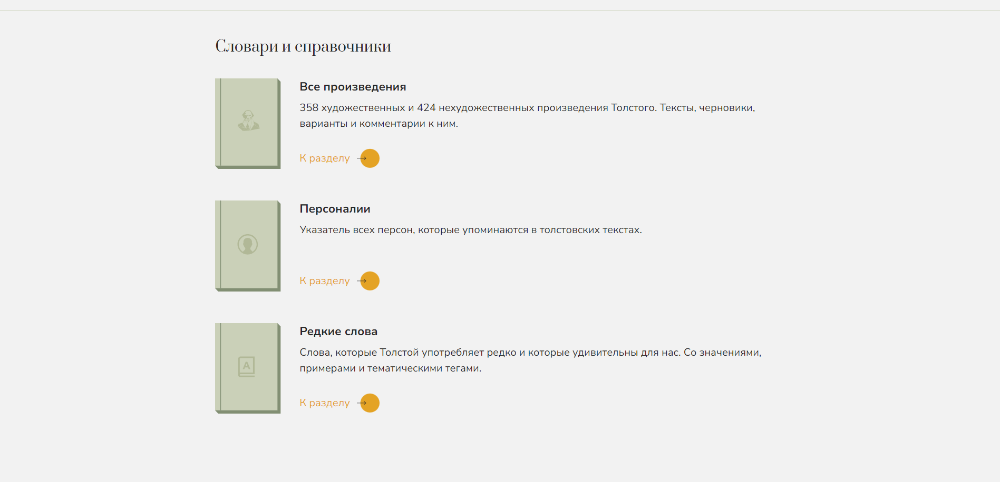 Словари и справочники
Все произведения
358 художественных и 424 нехудожественных произведения Толстого. Тексты, черновики,
варианты и комментарии к ним.
К разделу
Персоналии
Указатель всех персон, которые упоминаются в толстовских текстах.
К разделу
A
Редкие слова
Слова, которые Толстой употребляет редко и которые удивительны для нас. Со значениями,
примерами и тематическими тегами.
К разделу